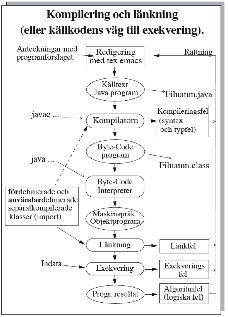 Kompilering och länkning
(eller källkodens väg till exekvering).
Anteckningar med
programförslaget
Redigering
med tex emacs
Rättning
Källtext
Java program
Filnamn.java
javac ...
Kompilatorn
Kompileringsfel
(syntax
och typfel)
Byte-Code
program
Filnamn.class
java ...
Byte-Code
Interpreter
fördefinerade och
användardefinerade
separatkompilerade
klasser (import)
Maskinspråk
Objektprogram
Länkning
Länkfel
Indata
Exekvering
Exekverings
fel
Progr. resultat
Algoritmfel
(logiska fel)